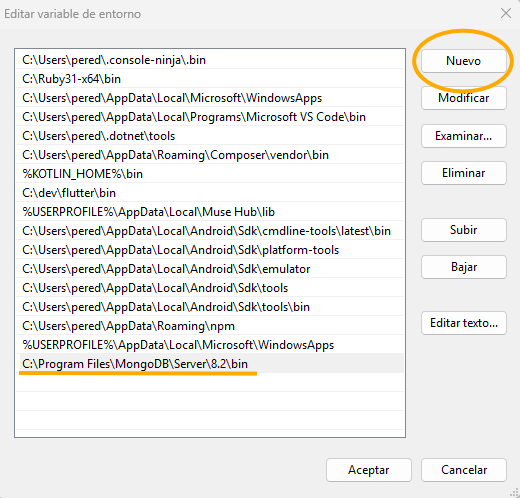 Editar variable de entorno
C:\Users\pered\.console-ninja\.bin
C:\Ruby31-x64\bin
C:\Users\pered\AppData\Local\Microsoft\WindowsApps
C:\Users\pered\AppData\Local\Programs\Microsoft VS Code\bin
C:\Users\pered\.dotnet\tools
C:\Users\pered\AppData\Roaming\Composer\vendor\bin
%KOTLIN_HOME%\bin
C:\dev\flutter\bin
%USERPROFILE%\AppData\Local\Muse Hub\lib
C:\Users\pered\AppData\Local\Android\Sdk\cmdline-tools\latest\bin
C:\Users\pered\AppData\Local\Android\Sdk\platform-tools
C:\Users\pered\AppData\Local\Android\Sdk\emulator
C:\Users\pered\AppData\Local\Android\Sdk\tools
C:\Users\pered\AppData\Local\Android\Sdk\tools\bin
C:\Users\pered\AppData\Roaming\npm
%USERPROFILE%\AppData\Local\Microsoft\WindowsApps
C:\Program Files\MongoDB\Server\8.2\bin
Nuevo
Modificar
Examinar...
Eliminar
Subir
Bajar
Editar texto...
Aceptar
Cancelar